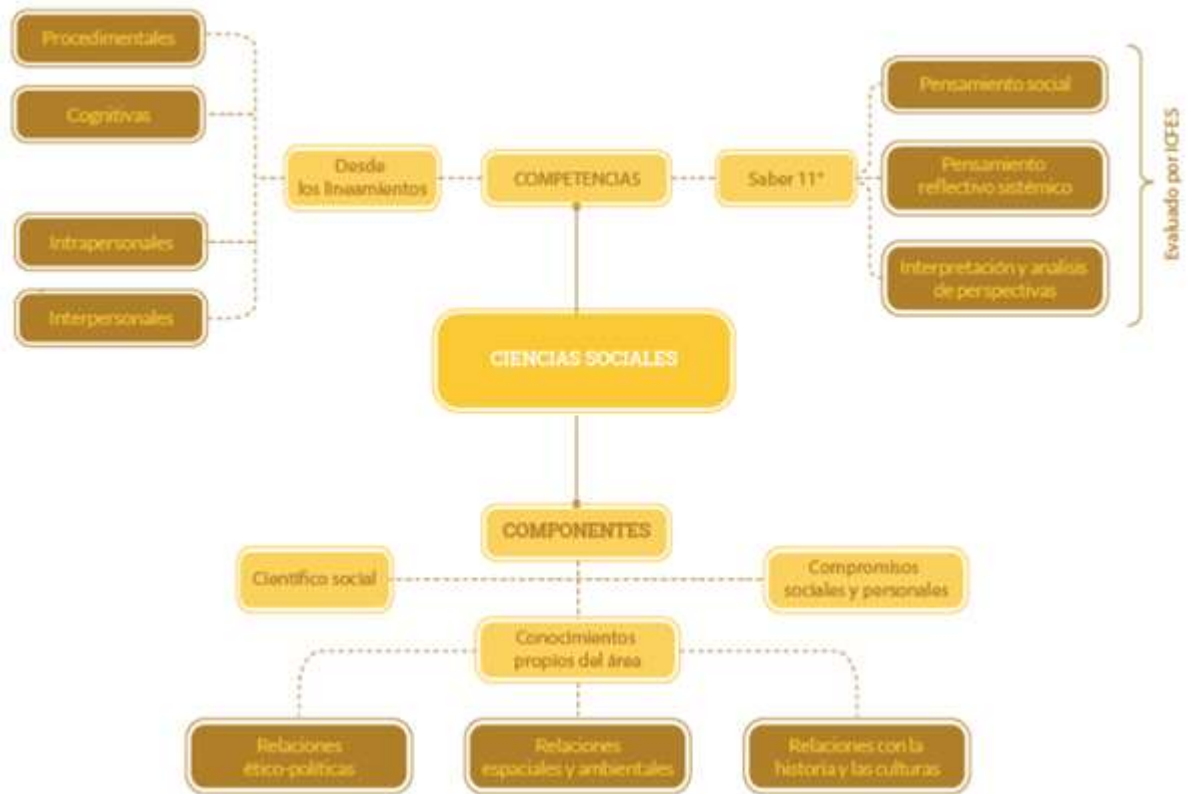 Procedimentales
Cognitivas
Intrapersonales
Interpersonales
Desde
los lineamientos
COMPETENCIAS
Saber 11°
Pensamiento social
Pensamiento
reflectivo sistémico
Interpretación y analisis
de perspectivas
Evaluado por ICFES
CIENCIAS SOCIALES
COMPONENTES
Científico social
Compromisos
sociales y personales
Conocimientos
propios del área
Relaciones
ético-políticas
Relaciones
espaciales y ambientales
Relaciones con la
historia y las culturas